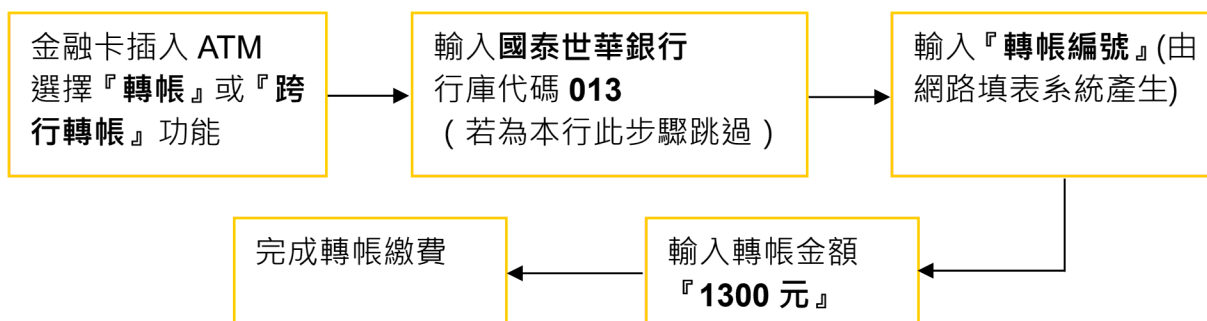 金融卡插入 ATM
選擇『轉帳』或『跨
行轉帳』功能
輸入國泰世華銀行
行庫代碼 013
（若為本行此步驟跳過）
輸入『轉帳編號』(由
網路填表系統產生)
輸入轉帳金額
『1300 元』
完成轉帳繳費